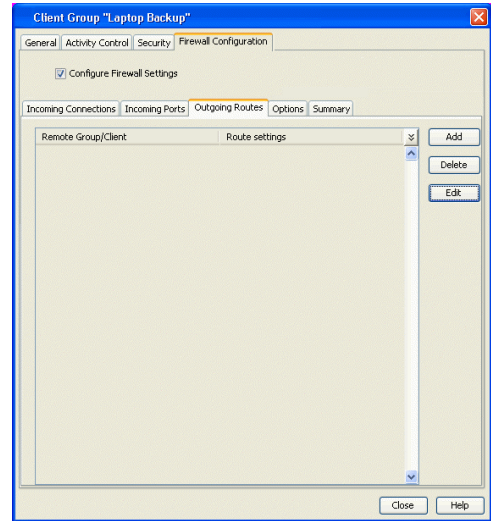 Client Group "Laptop Backup"
General Activity Control Security Firewall Configuration
Configure Firewall Settings
Incoming Connections Incoming Ports Outgoing Routes Options Summary
Remote Group/Client Route settings
Add
Delete
Edit
Close Help